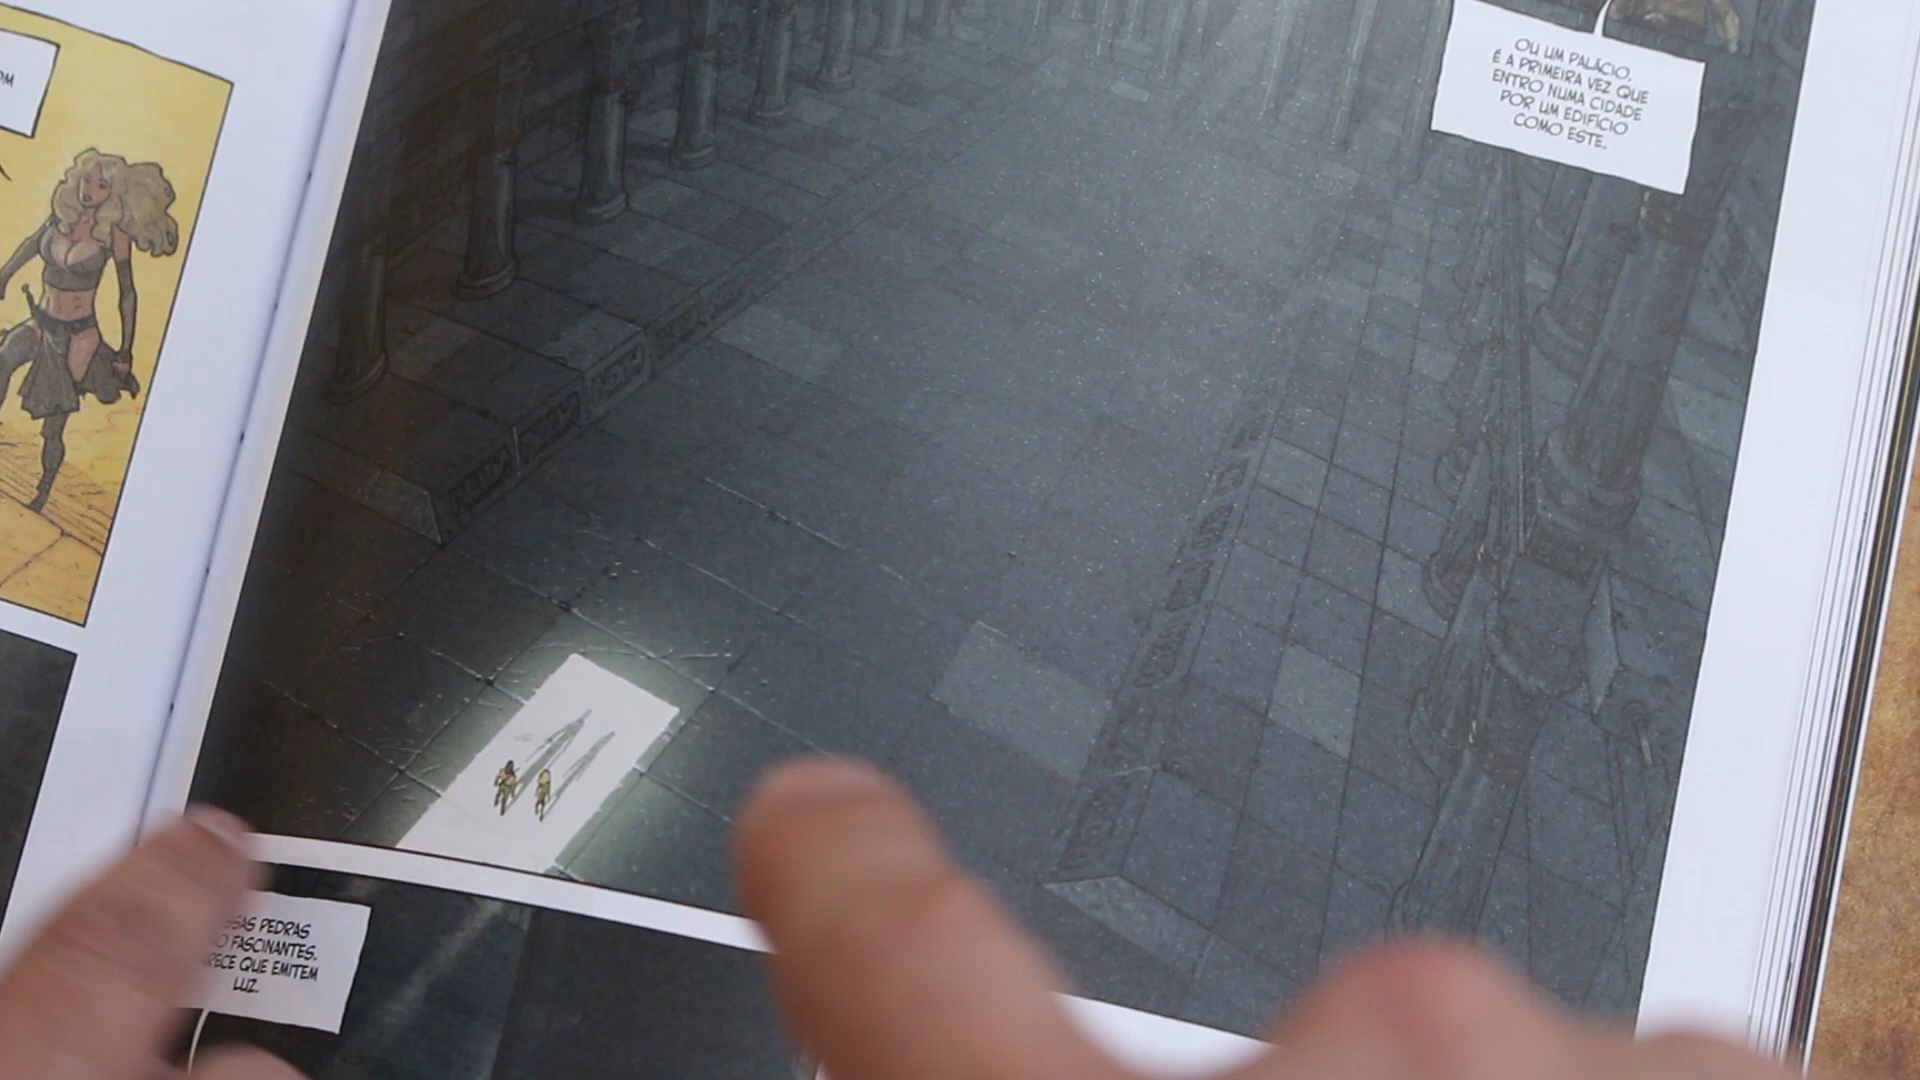 OM
OU UM PALÁCIO.
É A PRIMEIRA VEZ QUE
ENTRO NUMA CIDADE
POR UM EDIFÍCIO
COMO ESTE.
PEDRAS
FASCINANTES.
QUE EMITEM
LUZ.